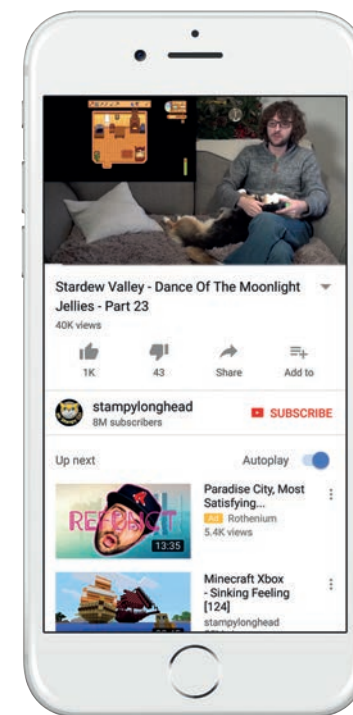 Stardew Valley - Dance Of The Moonlight
Jellies - Part 23
40K views
1K
43
Share
Add to
stampylonghead
8M subscribers
SUBSCRIBE
Up next
Autoplay
REFUNCT
13:35
Paradise City, Most
Satisfying...
Ad Rothenium
5.4K views
Minecraft Xbox
- Sinking Feeling
[124]
stampylonghead